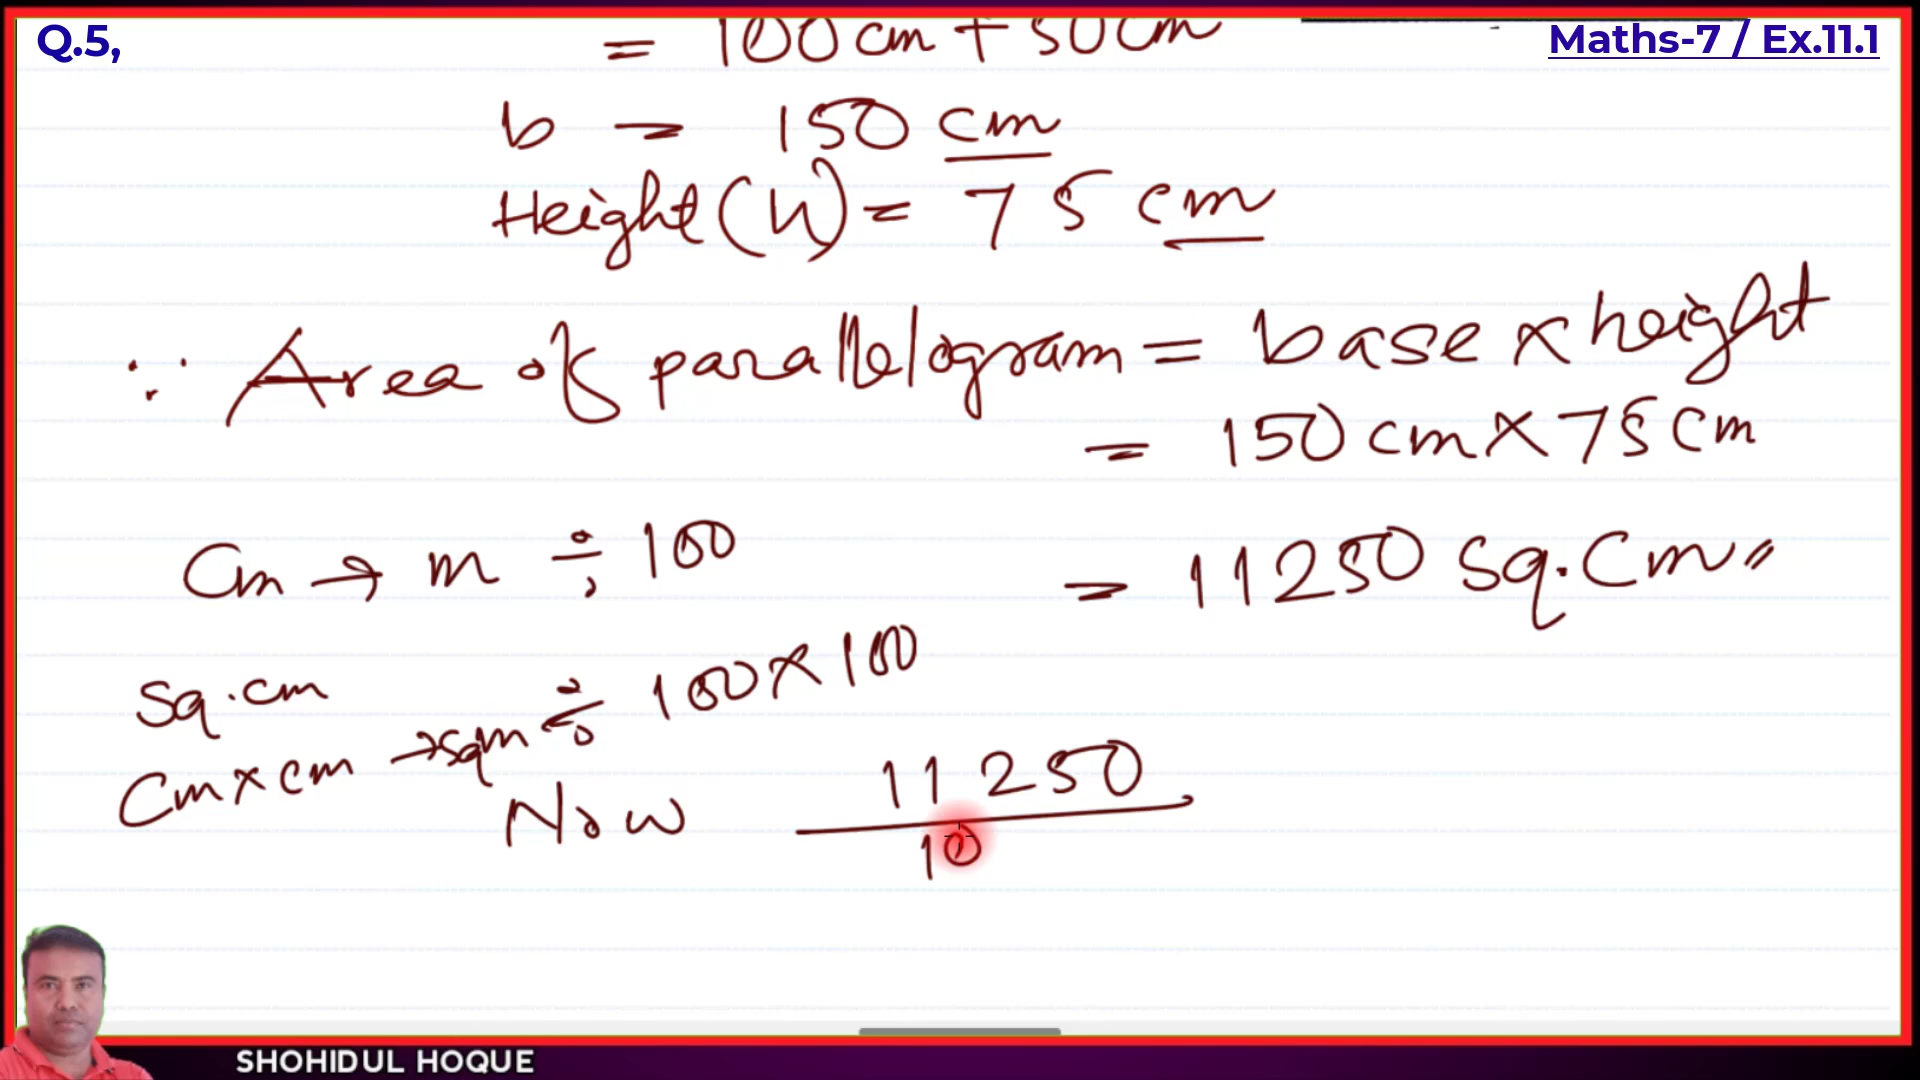 Q.5,
Maths-7 / Ex.11.1
= 100 cm + 50 cm
b = 150 cm
Height (h) = 75 cm
∵ Area of parallelogram = base × height
= 150 cm × 75 cm
Cm → m ÷ 100
= 11250 Sq. Cm
Sq. cm
Cm × cm → sqm ÷ 100 × 100
Now 11250
10
SHOHIDUL HOQUE